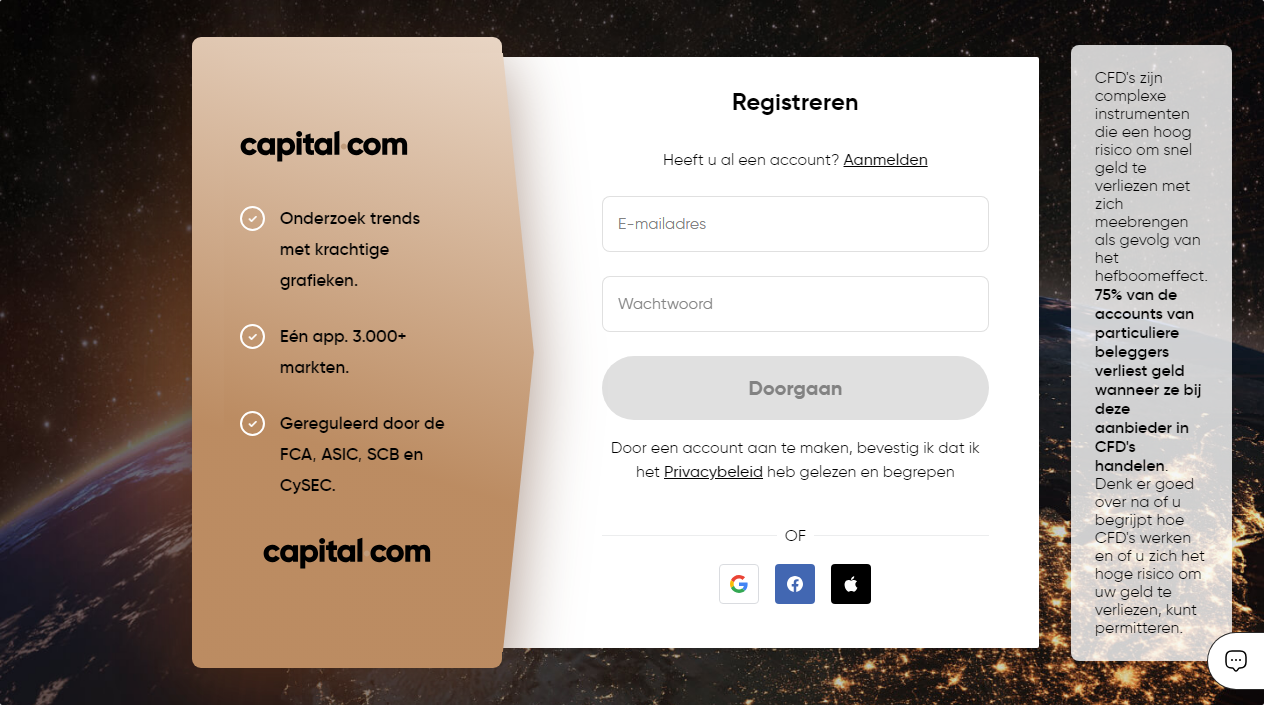 capital.com
Onderzoek trends
met krachtige
grafieken.
Eén app. 3.000+
markten.
Gereguleerd door de
FCA, ASIC, SCB en
CySEC.
capital com
Registreren
Heeft u al een account? Aanmelden
E-mailadres
Wachtwoord
Doorgaan
Door een account aan te maken, bevestig ik dat ik
het Privacybeleid heb gelezen en begrepen
OF
CFD's zijn
complexe
instrumenten
die een hoog
risico om snel
geld te
verliezen met
zich
meebrengen
als gevolg van
het
hefboomeffect.
75% van de
accounts van
particuliere
beleggers
verliest geld
wanneer ze bij
deze
aanbieder in
CFD's
handelen.
Denk er goed
over na of u
begrijpt hoe
CFD's werken
en of u zich het
hoge risico om
uw geld te
verliezen, kunt
permitteren.